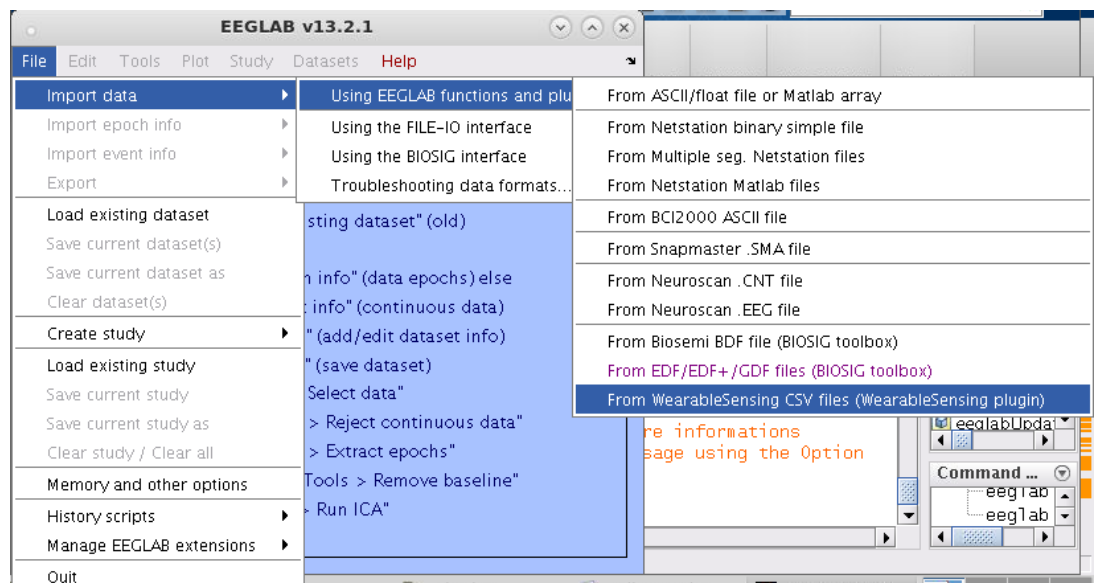 EEGLAB v13.2.1
File Edit Tools Plot Study Datasets Help
Import data
Import epoch info
Import event info
Export
Load existing dataset
Save current dataset(s)
Save current dataset as
Clear dataset(s)
Create study
Load existing study
Save current study
Save current study as
Clear study / Clear all
Memory and other options
History scripts
Manage EEGLAB extensions
Quit
Using EEGLAB functions and plu
Using the FILE-IO interface
Using the BIOSIG interface
Troubleshooting data formats...
From ASCII/float file or Matlab array
From Netstation binary simple file
From Multiple seg. Netstation files
From Netstation Matlab files
From BCI2000 ASCII file
From Snapmaster .SMA file
From Neuroscan .CNT file
From Neuroscan .EEG file
From Biosemi BDF file (BIOSIG toolbox)
From EDF/EDF+/GDF files (BIOSIG toolbox)
From WearableSensing CSV files (WearableSensing plugin)
sting dataset" (old)
n info" (data epochs) else
info" (continuous data)
" (add/edit dataset info)
" (save dataset)
Select data"
> Reject continuous data"
> Extract epochs"
Tools > Remove baseline"
> Run ICA"
re informations
sage using the Option
eeglabUpdat
Command ...
eeglab
eeglab